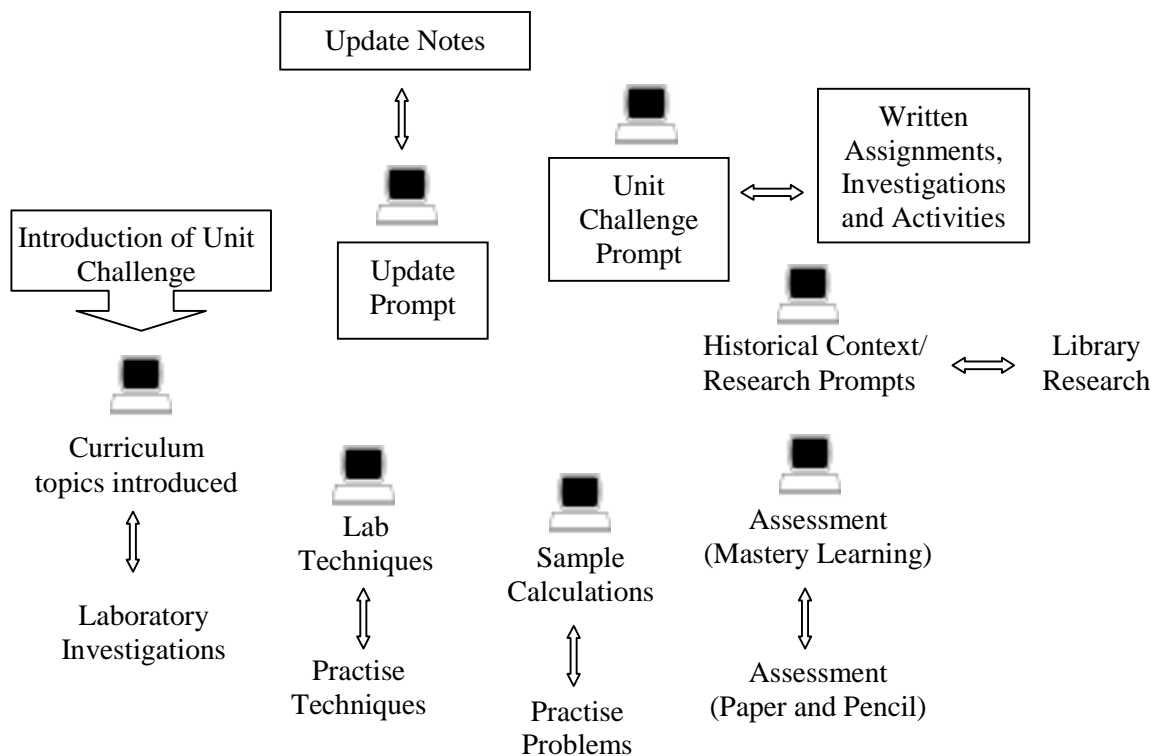 Update Notes
Written
Assignments,
Investigations
and Activities
Unit
Challenge
Prompt
Introduction of Unit
Challenge
Update
Prompt
Historical Context/
Research Prompts
Library
Research
Curriculum
topics introduced
Lab
Techniques
Sample
Calculations
Assessment
(Mastery Learning)
Laboratory
Investigations
Practise
Techniques
Practise
Problems
Assessment
(Paper and Pencil)